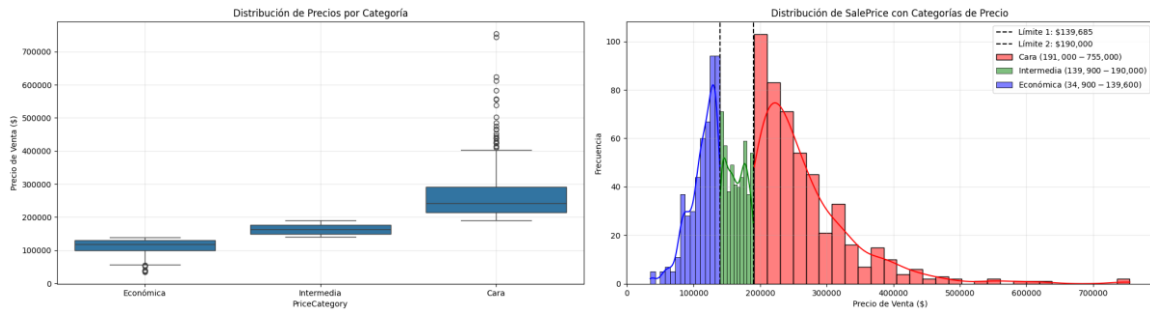 Distribución de Precios por Categoría
Precio de Venta ($)
700000
600000
500000
400000
300000
200000
100000
0
Económica
Intermedia
Cara
PriceCategory
Distribución de SalePrice con Categorías de Precio
Frecuencia
100
80
60
40
20
0
Límite 1: $139,685
Límite 2: $190,000
Cara (191,000−755,000)
Intermedia (139,900−190,000)
Económica (34,900−139,600)
0
100000
200000
300000
400000
500000
600000
700000
Precio de Venta ($)